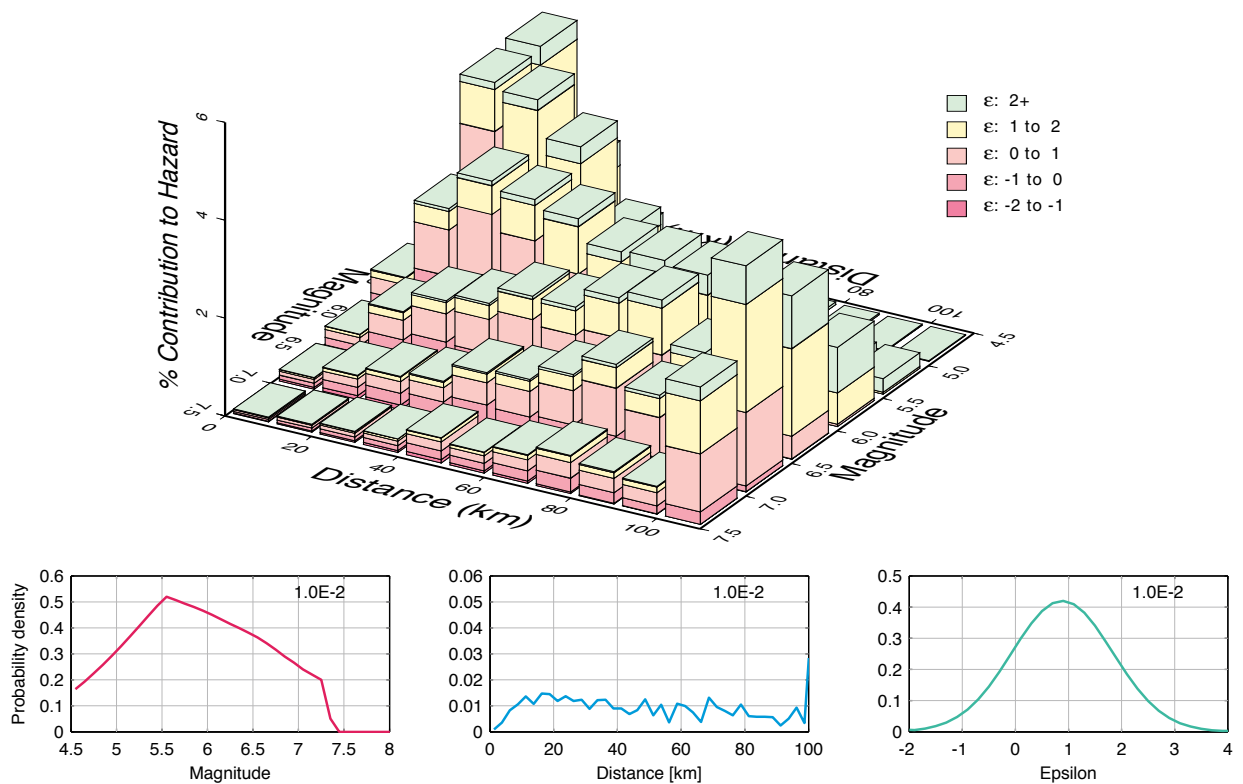 % Contribution to Hazard
6
4
2
ε: 2+
ε: 1 to 2
ε: 0 to 1
ε: -1 to 0
ε: -2 to -1
Magnitude
6.0
6.5
7.0
7.5
Distan
80
100
4.5
5.0
5.5
6.0
6.5
7.0
7.5
Magnitude
0
20
40
60
80
100
Distance (km)
Probability density
0.6
0.5
0.4
0.3
0.2
0.1
0
1.0E-2
4.5 5 5.5 6 6.5 7 7.5 8
Magnitude
0.06
0.05
0.04
0.03
0.02
0.01
0
1.0E-2
0 20 40 60 80 100
Distance [km]
0.5
0.4
0.3
0.2
0.1
0
1.0E-2
-2 -1 0 1 2 3 4
Epsilon